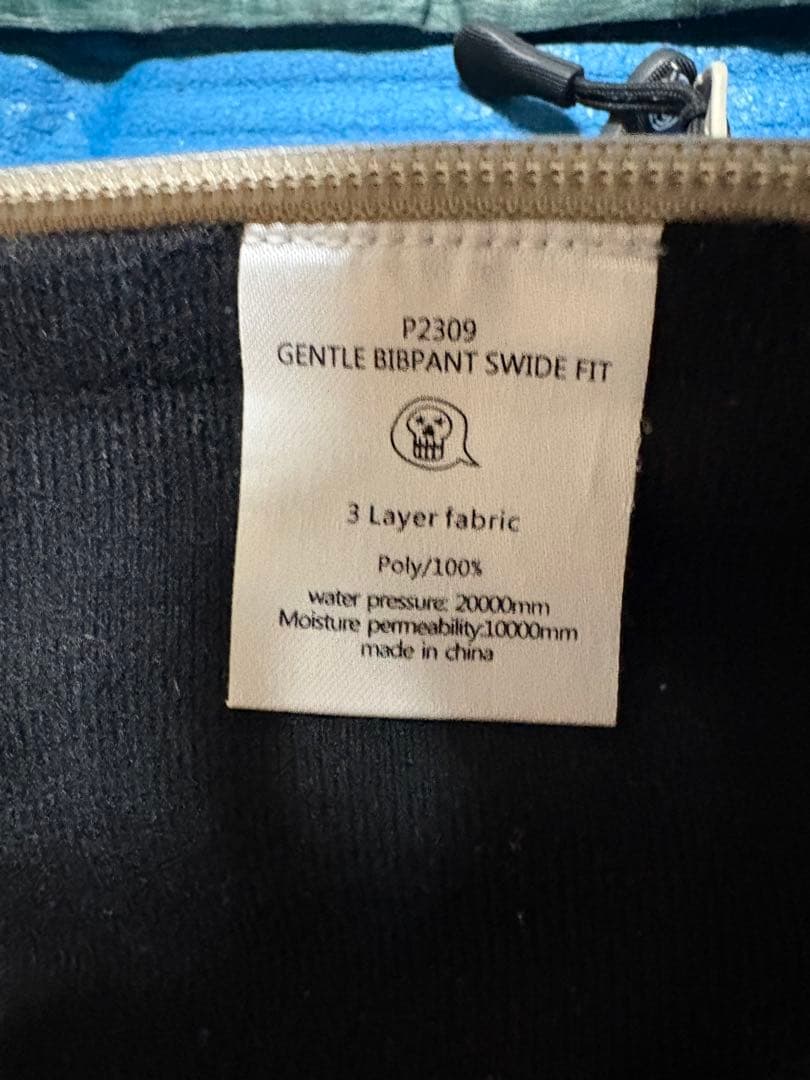 P2309
GENTLE BIBPANT SWIDE FIT
3 Layer fabric
Poly/100%
water pressure: 20000mm
Moisture permeability:10000mm
made in china